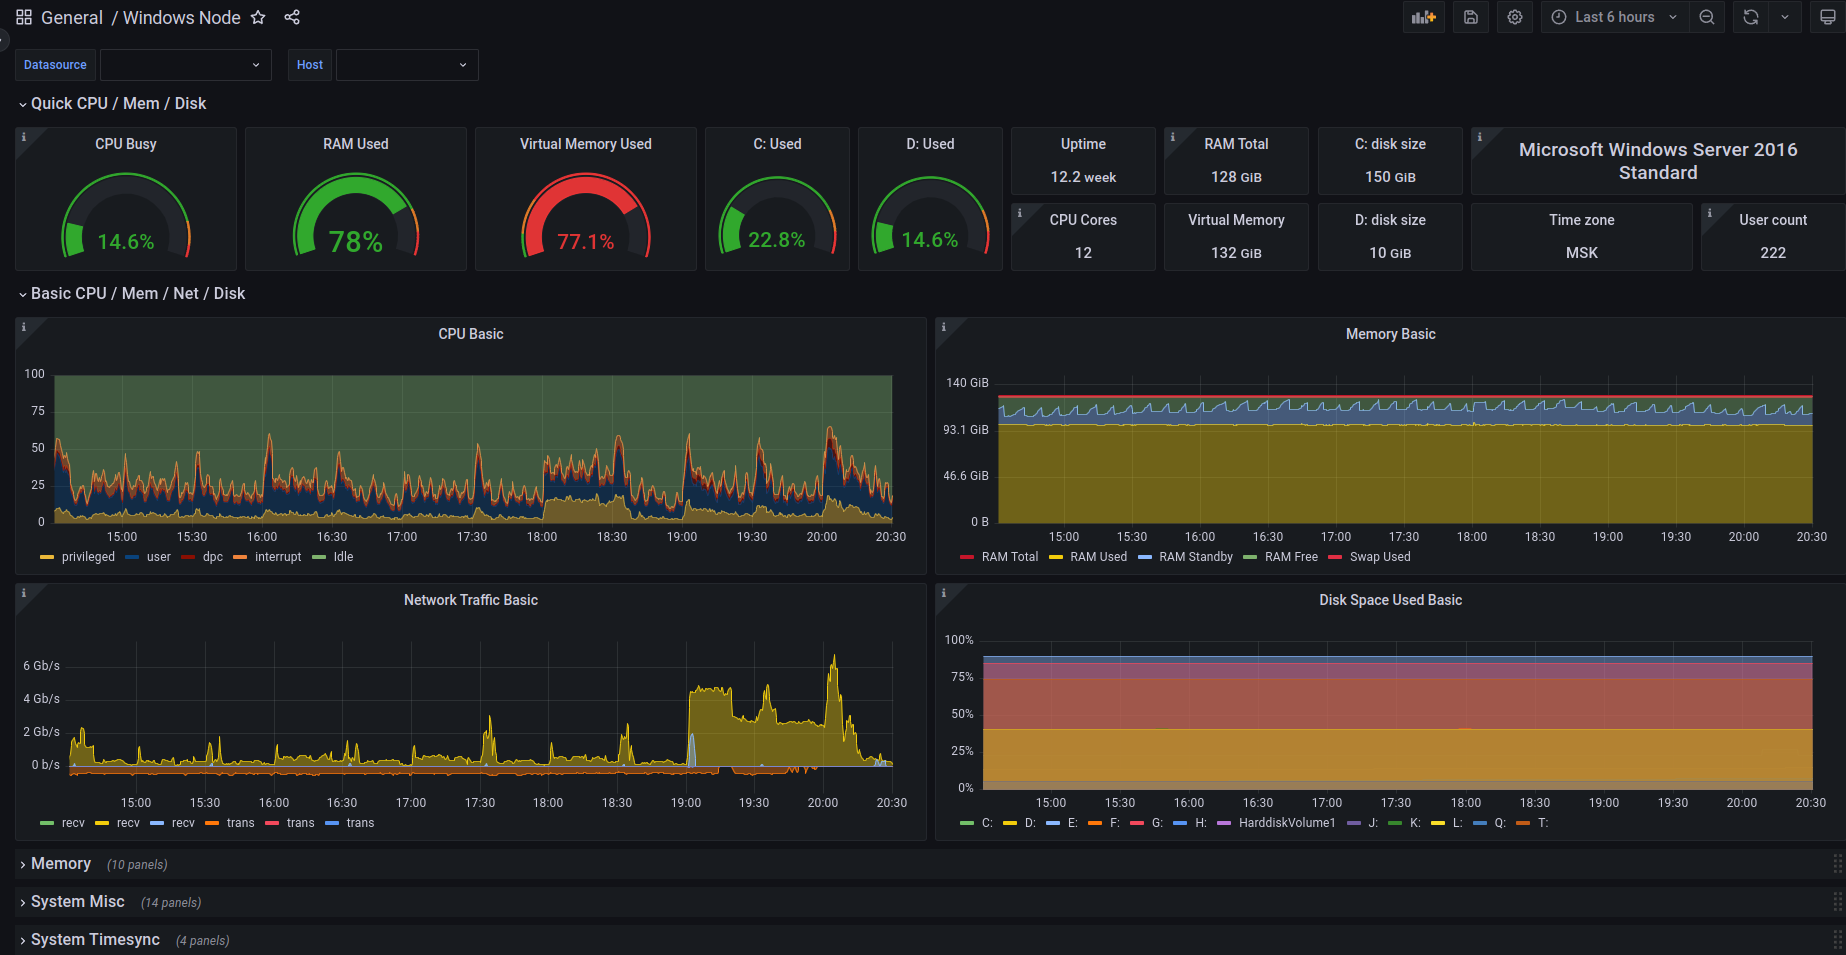 General / Windows Node
Last 6 hours
Datasource
Host
Quick CPU / Mem / Disk
CPU Busy
14.6%
RAM Used
78%
Virtual Memory Used
77.1%
C: Used
22.8%
D: Used
14.6%
Uptime
12.2 week
RAM Total
128 GiB
C: disk size
150 GiB
Microsoft Windows Server 2016
Standard
CPU Cores
12
Virtual Memory
132 GiB
D: disk size
10 GiB
Time zone
MSK
User count
222
Basic CPU / Mem / Net / Disk
CPU Basic
100
75
50
25
0
15:00 15:30 16:00 16:30 17:00 17:30 18:00 18:30 19:00 19:30 20:00 20:30
privileged user dpc interrupt Idle
Memory Basic
140 GiB
93.1 GiB
46.6 GiB
0 B
15:00 15:30 16:00 16:30 17:00 17:30 18:00 18:30 19:00 19:30 20:00 20:30
RAM Total RAM Used RAM Standby RAM Free Swap Used
Network Traffic Basic
6 Gb/s
4 Gb/s
2 Gb/s
0 b/s
15:00 15:30 16:00 16:30 17:00 17:30 18:00 18:30 19:00 19:30 20:00 20:30
recv recv recv trans trans trans
Disk Space Used Basic
100%
75%
50%
25%
0%
15:00 15:30 16:00 16:30 17:00 17:30 18:00 18:30 19:00 19:30 20:00 20:30
C: D: E: F: G: H: HarddiskVolume1 J: K: L: Q: T:
Memory (10 panels)
System Misc (14 panels)
System Timesync (4 panels)